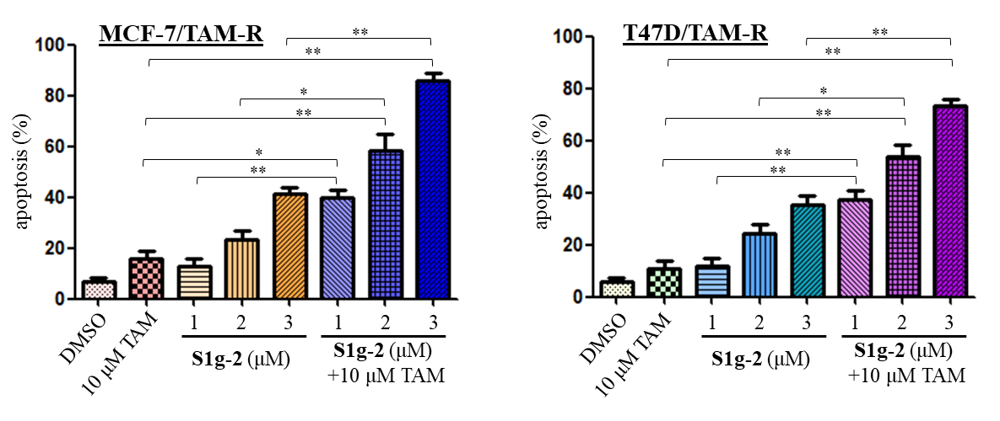 MCF-7/TAM-R
**
**
*
**
*
**
100
80
60
40
20
0
apoptosis (%)
DMSO
10 μM TAM
1
2
3
1
2
3
S1g-2 (μM)
S1g-2 (μM)
+10 μM TAM
T47D/TAM-R
**
**
*
**
**
**
100
80
60
40
20
0
apoptosis (%)
DMSO
10 μM TAM
1
2
3
1
2
3
S1g-2 (μM)
S1g-2 (μM)
+10 μM TAM